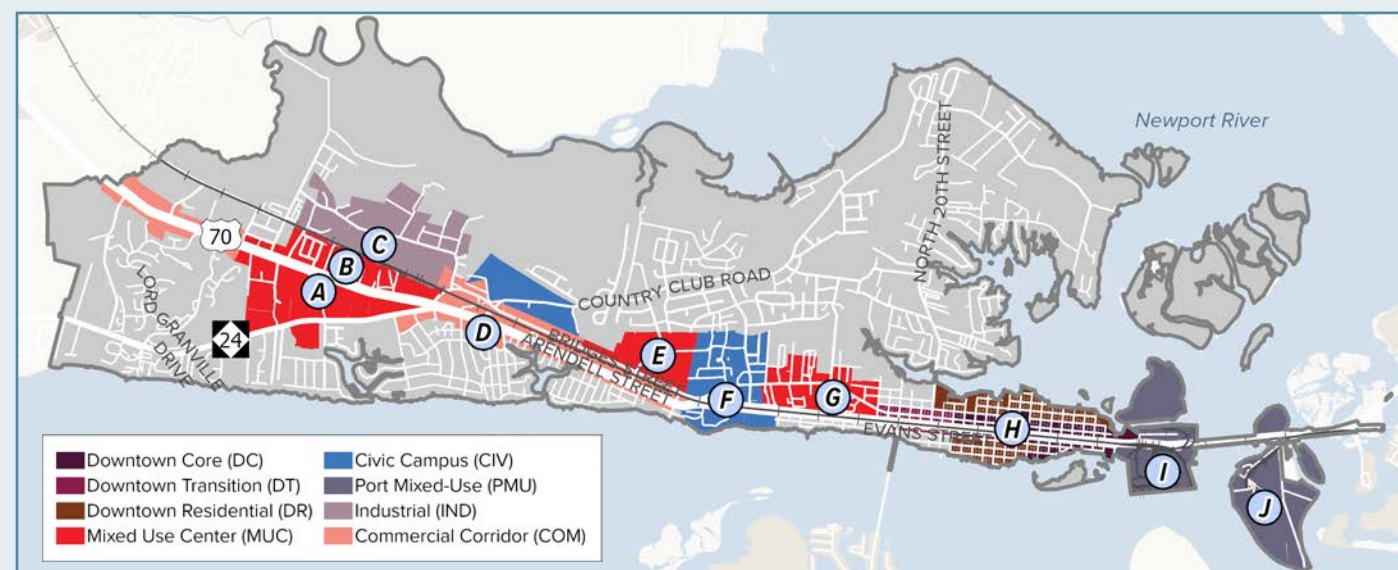 Newport River
NORTH 20TH STREET
70
C
B
A
COUNTRY CLUB ROAD
LORD GRANVILLE
DRIVE
24
D
BRIDGES STREET
ARENDELL STREET
E
F
G
EVANS STREET
H
I
J
Downtown Core (DC)
Downtown Transition (DT)
Downtown Residential (DR)
Mixed Use Center (MUC)
Civic Campus (CIV)
Port Mixed-Use (PMU)
Industrial (IND)
Commercial Corridor (COM)